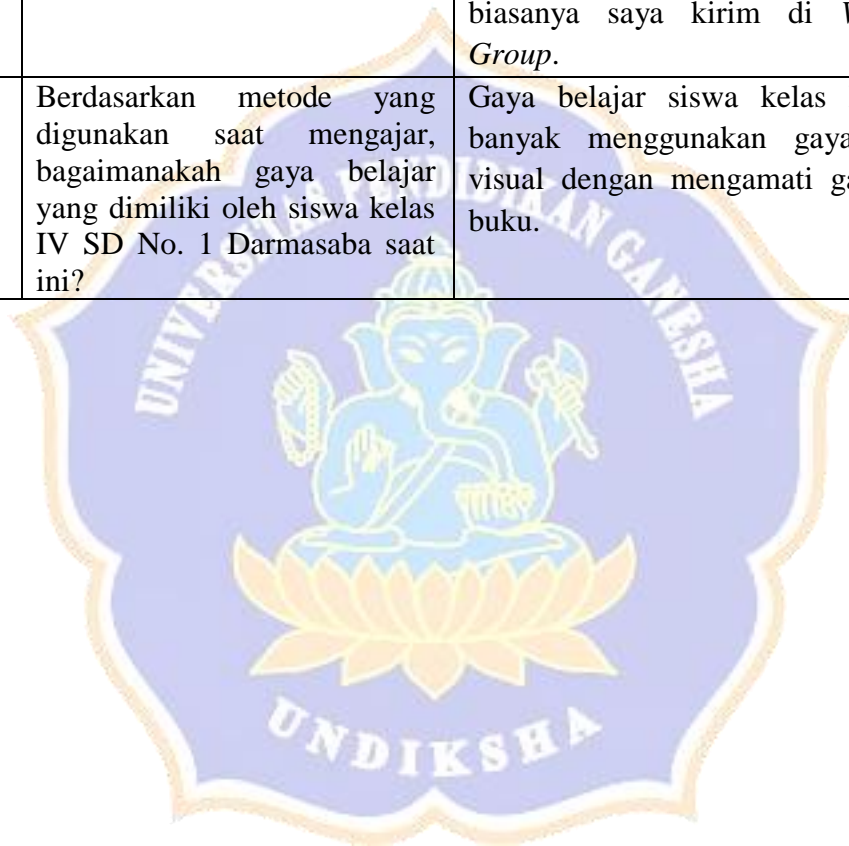 biasanya saya kirim di
Group.
Berdasarkan metode yang
digunakan saat mengajar,
bagaimanakah gaya belajar
yang dimiliki oleh siswa kelas
IV SD No. 1 Darmasaba saat
ini?
Gaya belajar siswa kelas
banyak menggunakan gaya
visual dengan mengamati
buku.
UNIVERSITAS PENDIDIKAN GANESHA
UNDIKSHA